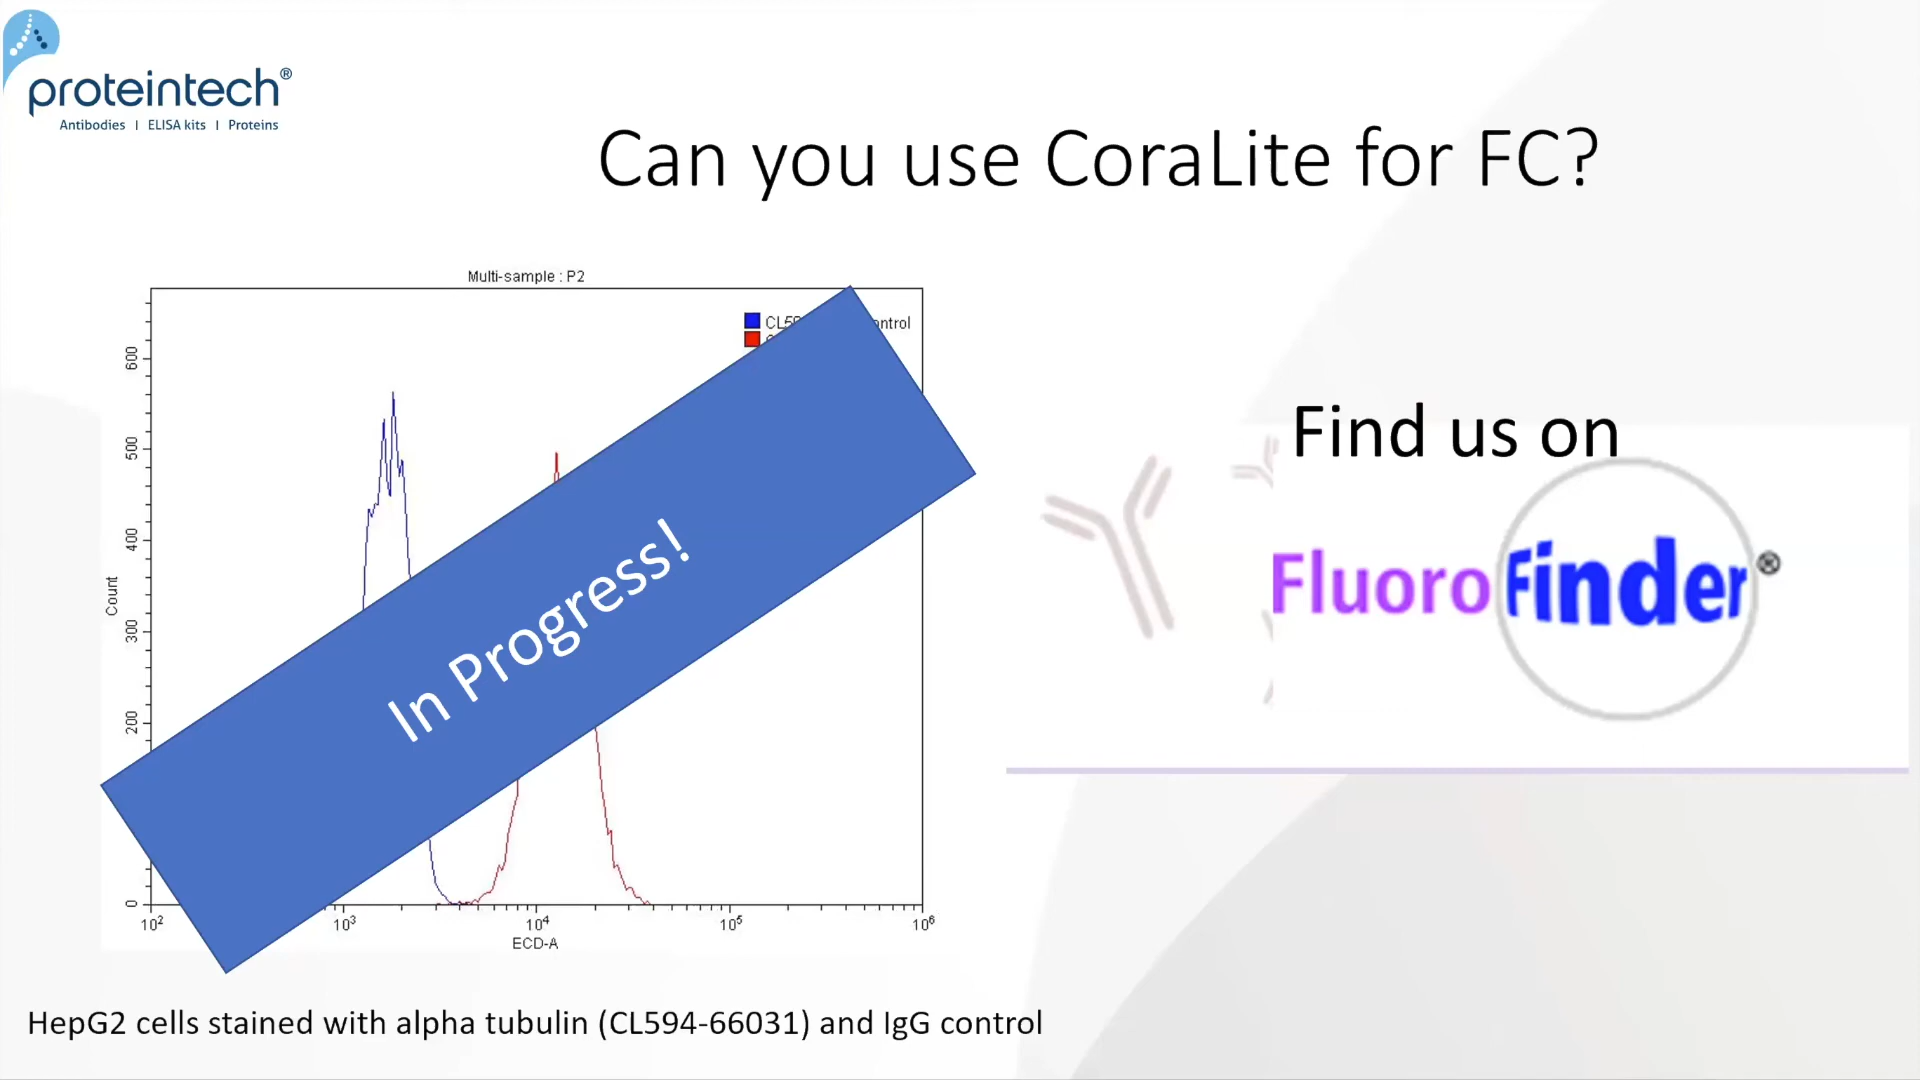 proteintech®
Antibodies | ELISA kits | Proteins
Can you use CoraLite for FC?
Multi-sample : P2
600
500
400
300
200
0
Count
10²
10³
10⁴
10⁵
10⁶
ECD-A
In Progress!
Find us on
FluoroFinder®
HepG2 cells stained with alpha tubulin (CL594-66031) and IgG control